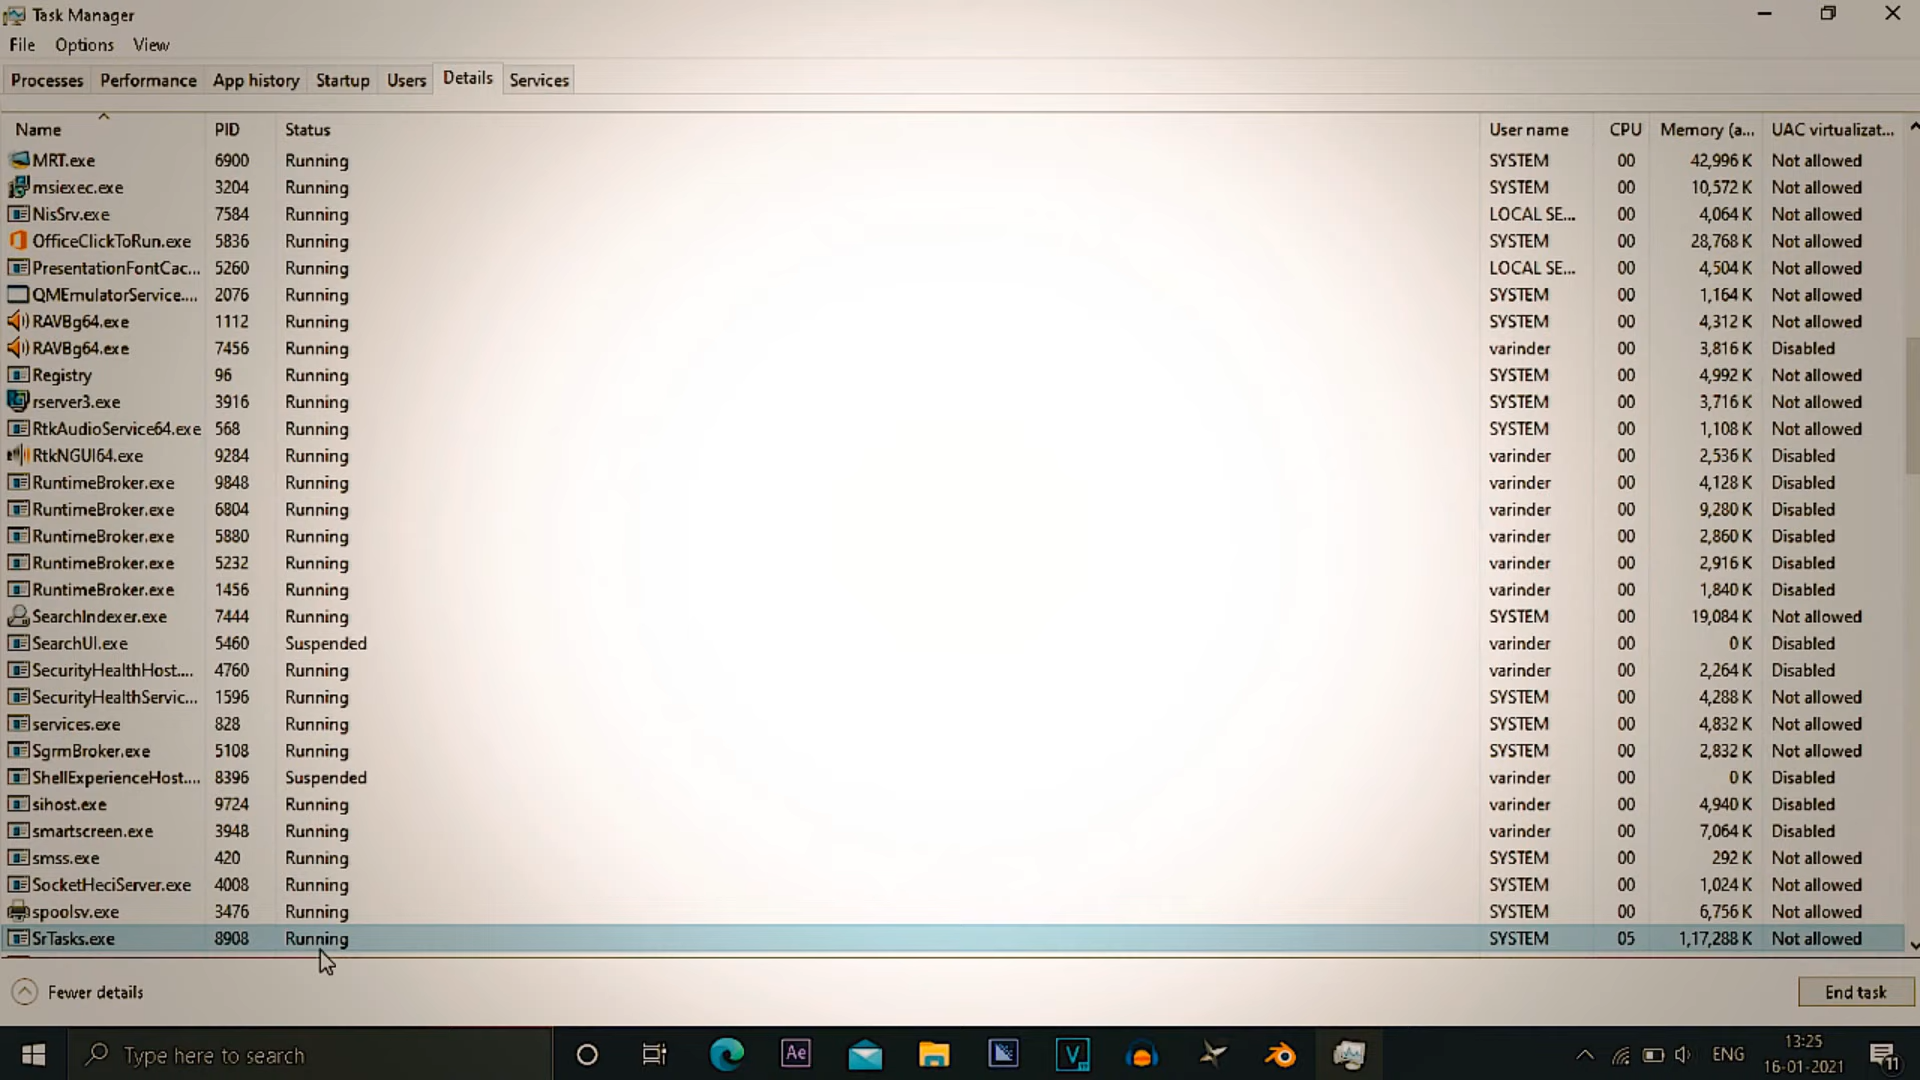 Task Manager
File Options View
Processes Performance App history Startup Users Details Services
Name PID Status User name CPU Memory (a... UAC virtualizat...
MRT.exe 6900 Running SYSTEM 00 42,996 K Not allowed
msiexec.exe 3204 Running SYSTEM 00 10,572 K Not allowed
NisSrv.exe 7584 Running LOCAL SE... 00 4,064 K Not allowed
OfficeClickToRun.exe 5836 Running SYSTEM 00 28,768 K Not allowed
PresentationFontCac... 5260 Running LOCAL SE... 00 4,504 K Not allowed
QMEmulatorService.... 2076 Running SYSTEM 00 1,164 K Not allowed
RAVBg64.exe 1112 Running SYSTEM 00 4,312 K Not allowed
RAVBg64.exe 7456 Running varinder 00 3,816 K Disabled
Registry 96 Running SYSTEM 00 4,992 K Not allowed
rserver3.exe 3916 Running SYSTEM 00 3,716 K Not allowed
RtkAudioService64.exe 568 Running SYSTEM 00 1,108 K Not allowed
RtkNGUI64.exe 9284 Running varinder 00 2,536 K Disabled
RuntimeBroker.exe 9848 Running varinder 00 4,128 K Disabled
RuntimeBroker.exe 6804 Running varinder 00 9,280 K Disabled
RuntimeBroker.exe 5880 Running varinder 00 2,860 K Disabled
RuntimeBroker.exe 5232 Running varinder 00 2,916 K Disabled
RuntimeBroker.exe 1456 Running varinder 00 1,840 K Disabled
SearchIndexer.exe 7444 Running SYSTEM 00 19,084 K Not allowed
SearchUI.exe 5460 Suspended varinder 00 0 K Disabled
SecurityHealthHost.... 4760 Running varinder 00 2,264 K Disabled
SecurityHealthServic... 1596 Running SYSTEM 00 4,288 K Not allowed
services.exe 828 Running SYSTEM 00 4,832 K Not allowed
SgrmBroker.exe 5108 Running SYSTEM 00 2,832 K Not allowed
ShellExperienceHost.... 8396 Suspended varinder 00 0 K Disabled
sihost.exe 9724 Running varinder 00 4,940 K Disabled
smartscreen.exe 3948 Running varinder 00 7,064 K Disabled
smss.exe 420 Running SYSTEM 00 292 K Not allowed
SocketHeciServer.exe 4008 Running SYSTEM 00 1,024 K Not allowed
spoolsv.exe 3476 Running SYSTEM 00 6,756 K Not allowed
SrTasks.exe 8908 Running SYSTEM 05 1,17,288 K Not allowed
Fewer details End task
Type here to search Ae V ENG 13:25
16-01-2021 11